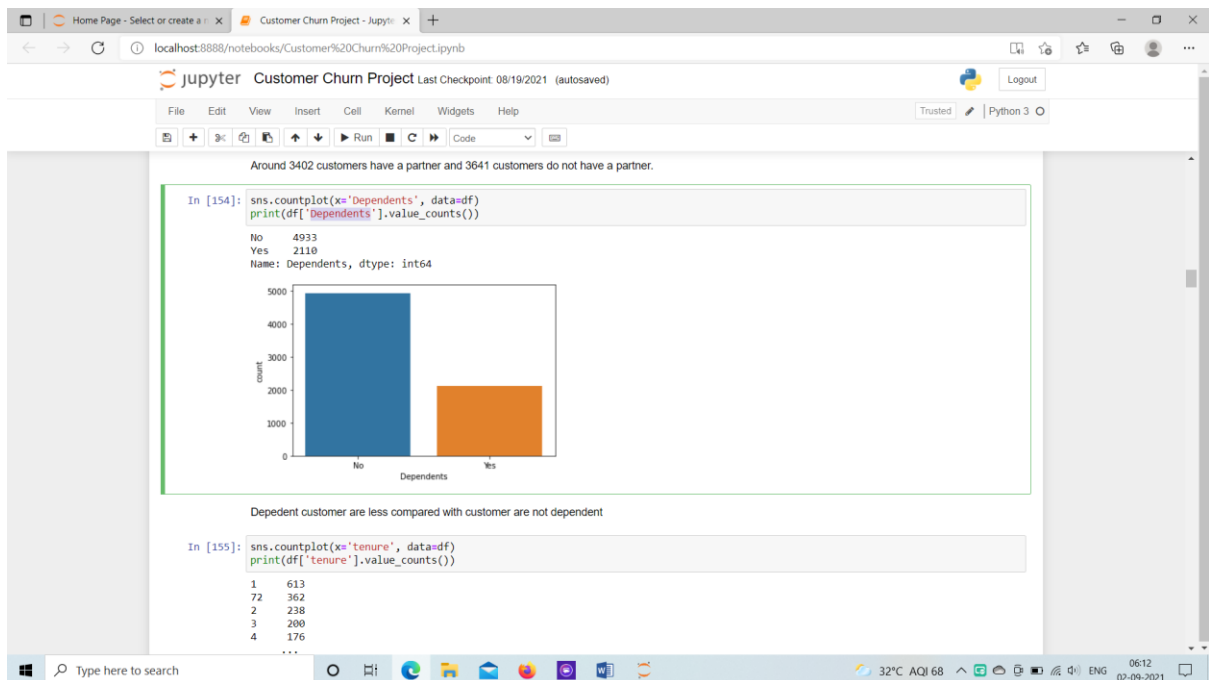 Home Page - Select or create a n
Customer Churn Project - Jupyte
localhost:8888/notebooks/Customer%20Churn%20Project.ipynb
jupyter Customer Churn Project Last Checkpoint: 08/19/2021 (autosaved)
Logout
File Edit View Insert Cell Kernel Widgets Help
Trusted Python 3
Run Code
Around 3402 customers have a partner and 3641 customers do not have a partner.
In [154]: sns.countplot(x='Dependents', data=df)
print(df['Dependents'].value_counts())
No 4933
Yes 2110
Name: Dependents, dtype: int64
5000
4000
3000
2000
1000
0
count
No Yes
Dependents
Depedent customer are less compared with customer are not dependent
In [155]: sns.countplot(x='tenure', data=df)
print(df['tenure'].value_counts())
1 613
72 362
2 238
3 200
4 176
...
Type here to search
32°C AQI 68
ENG
06:12
02-09-2021